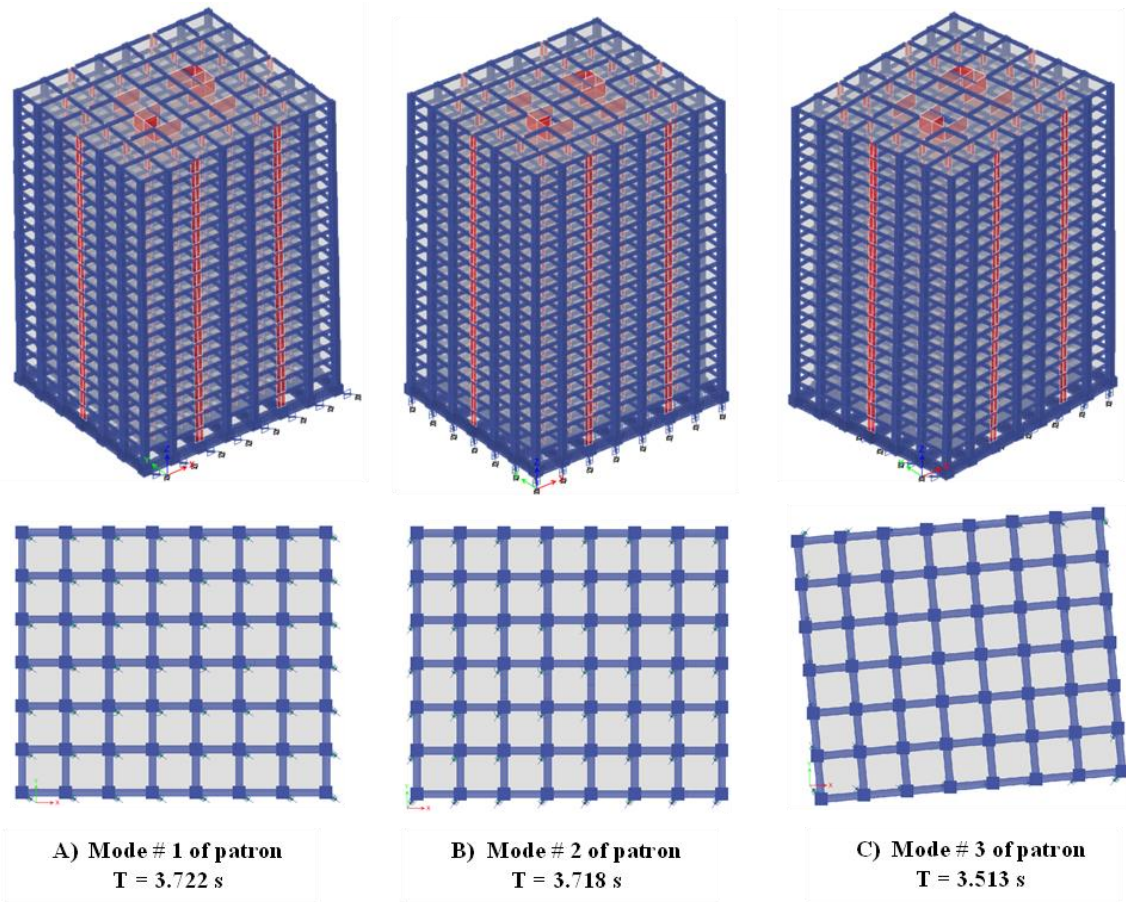 A) Mode # 1 of patron
T = 3.722 s
B) Mode # 2 of patron
T = 3.718 s
C) Mode # 3 of patron
T = 3.513 s